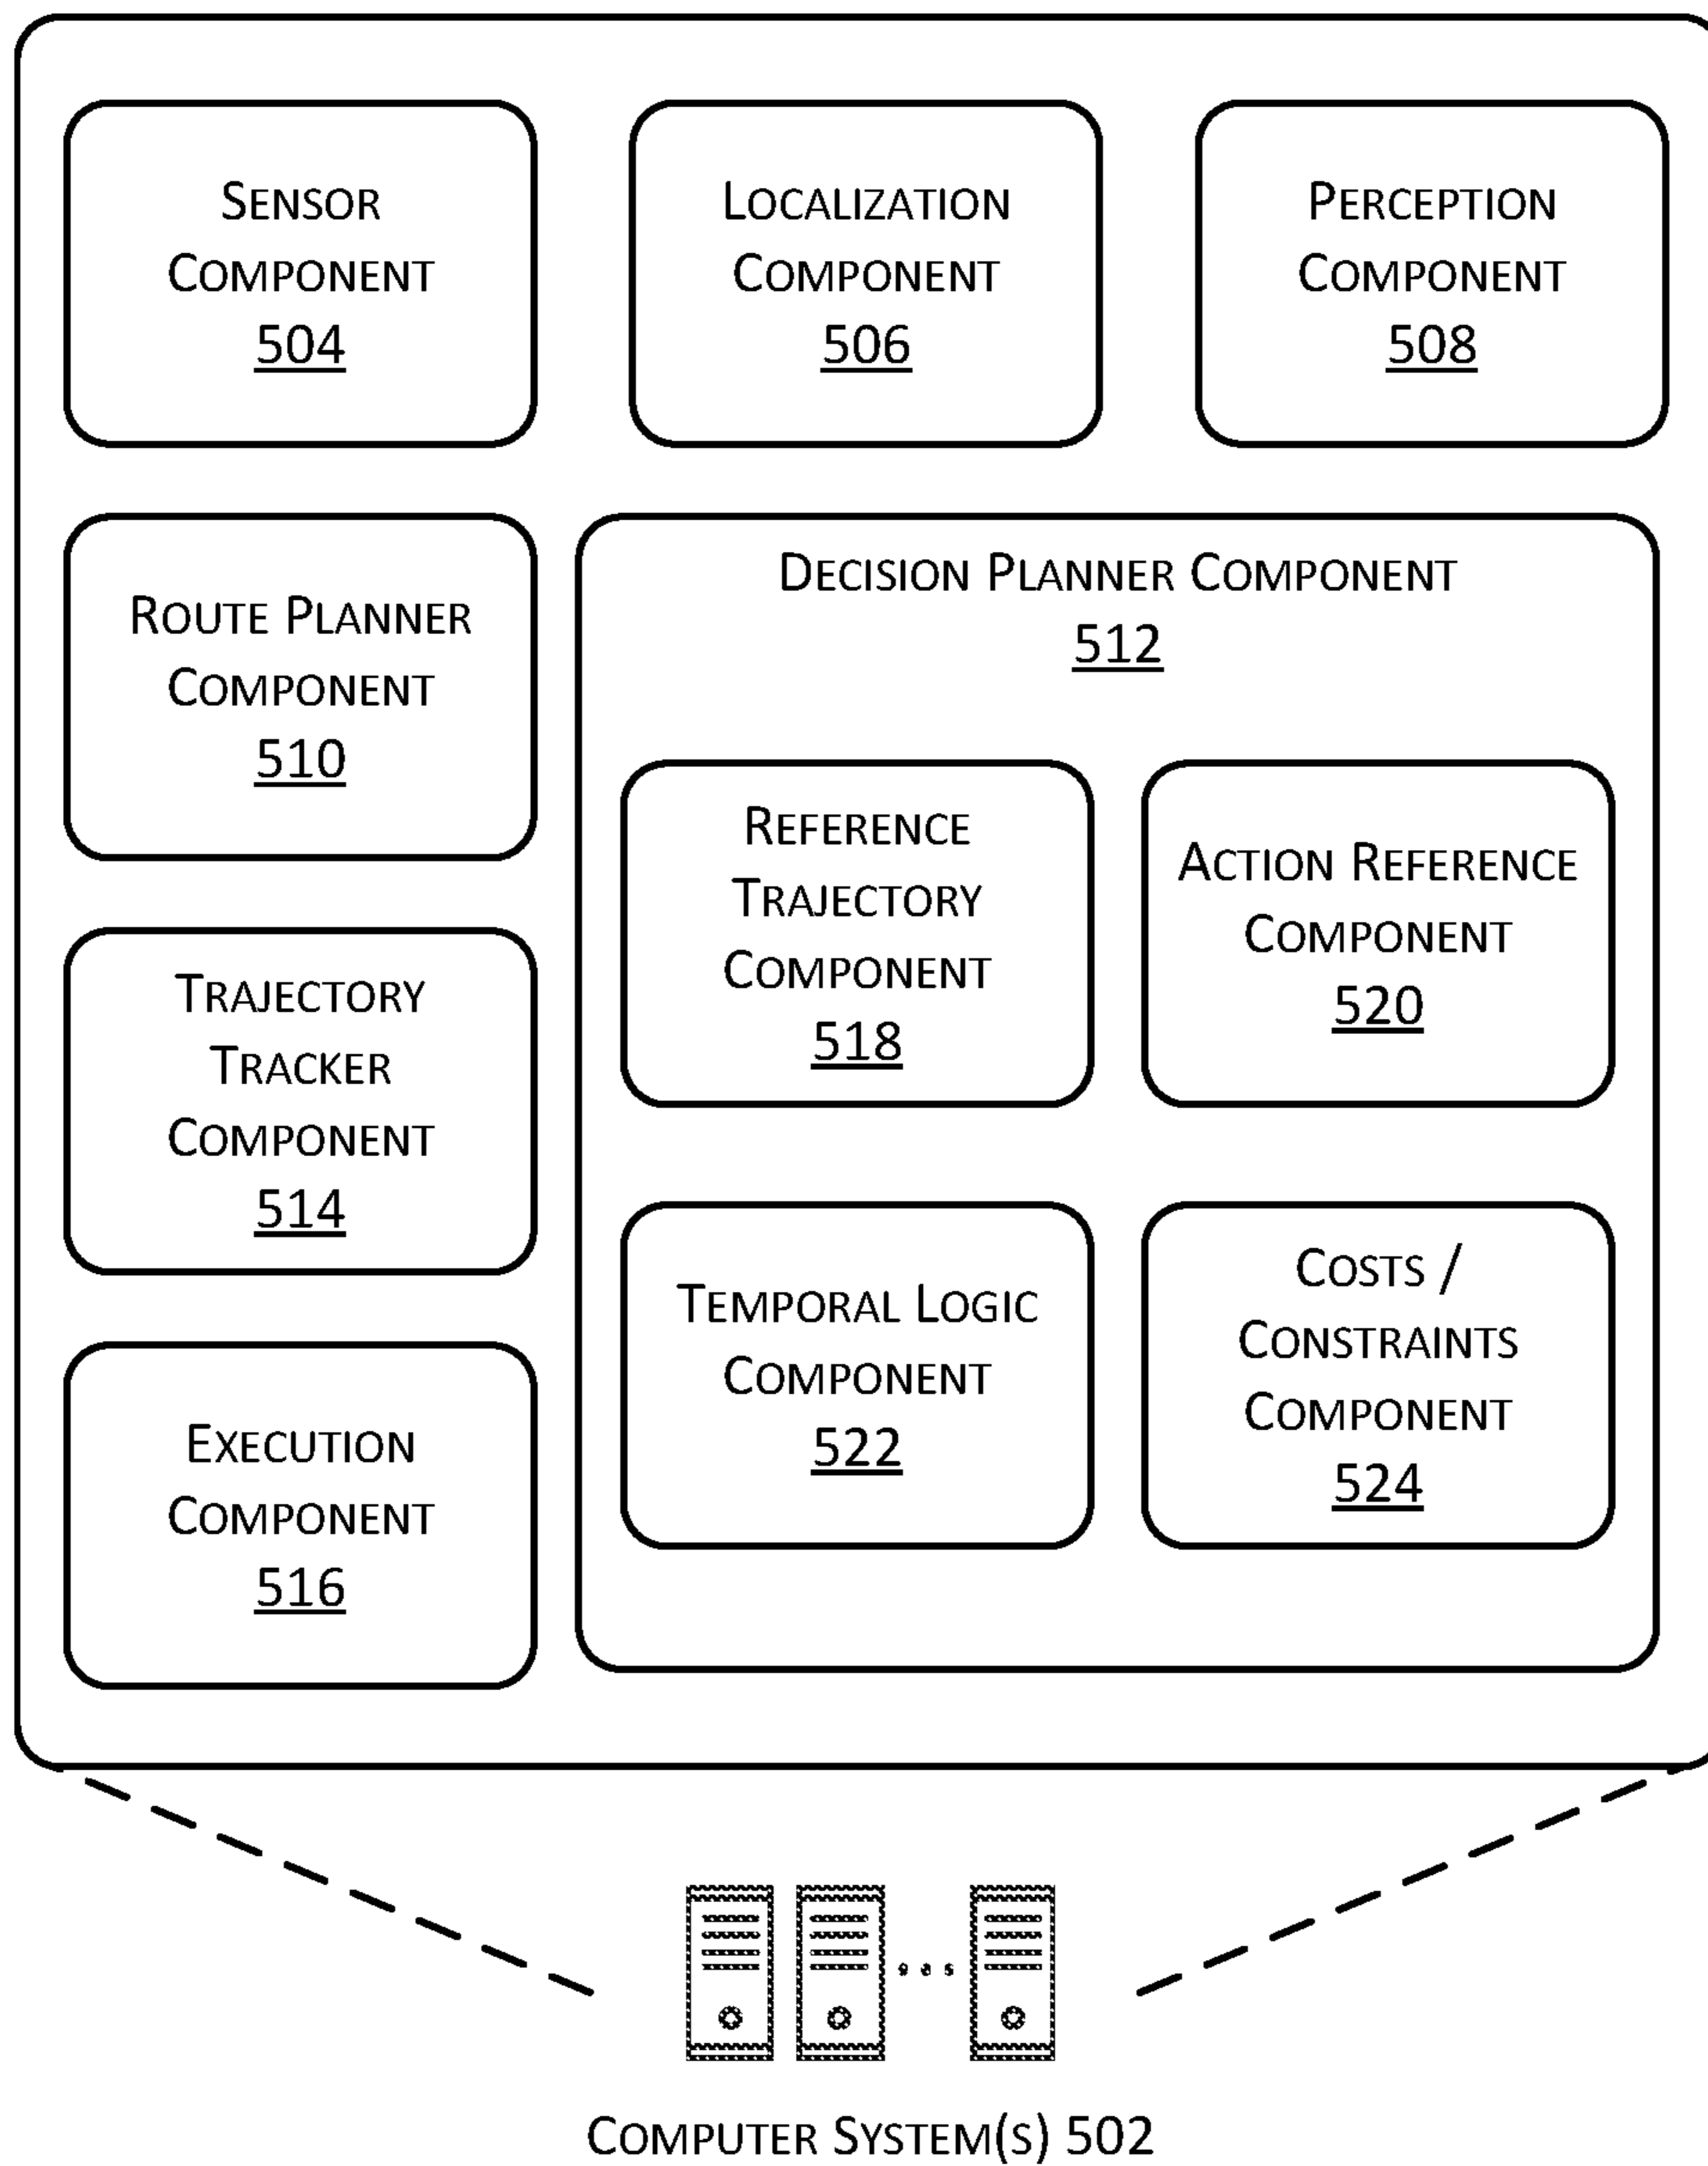 SENSOR
COMPONENT
504
LOCALIZATION
COMPONENT
506
PERCEPTION
COMPONENT
508
ROUTE PLANNER
COMPONENT
510
DECISION PLANNER COMPONENT
512
REFERENCE
TRAJECTORY
COMPONENT
518
ACTION REFERENCE
COMPONENT
520
TRAJECTORY
TRACKER
COMPONENT
514
TEMPORAL LOGIC
COMPONENT
522
COSTS /
CONSTRAINTS
COMPONENT
524
EXECUTION
COMPONENT
516
COMPUTER SYSTEM(S) 502